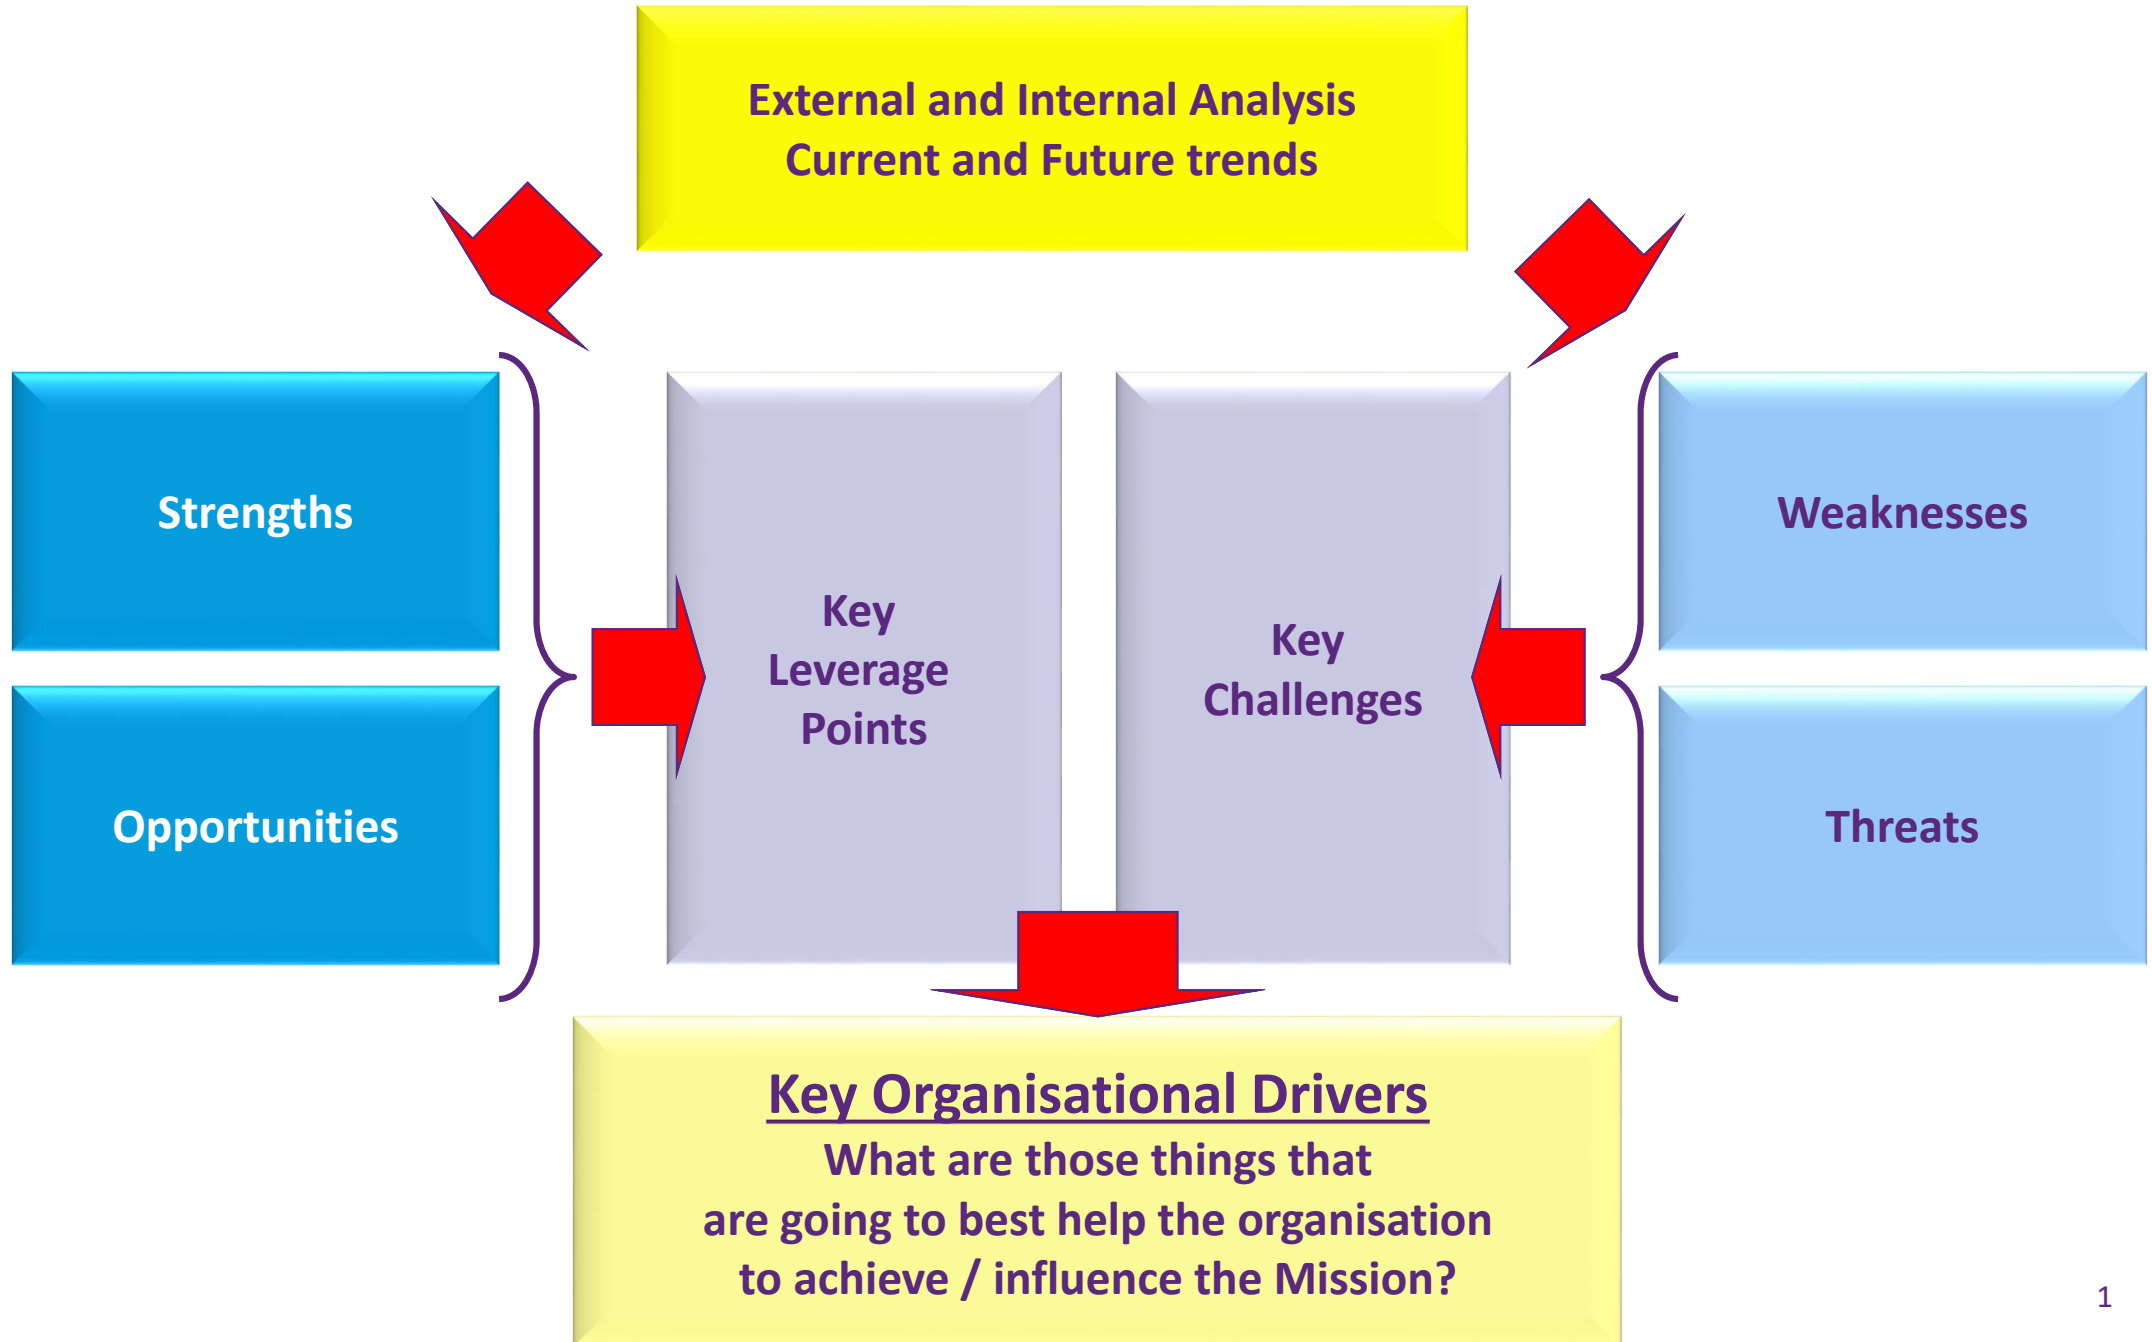 External and Internal Analysis
Current and Future trends
Strengths
Opportunities
Key
Leverage
Points
Key
Challenges
Weaknesses
Threats
Key Organisational Drivers
What are those things that
are going to best help the organisation
to achieve / influence the Mission?
1